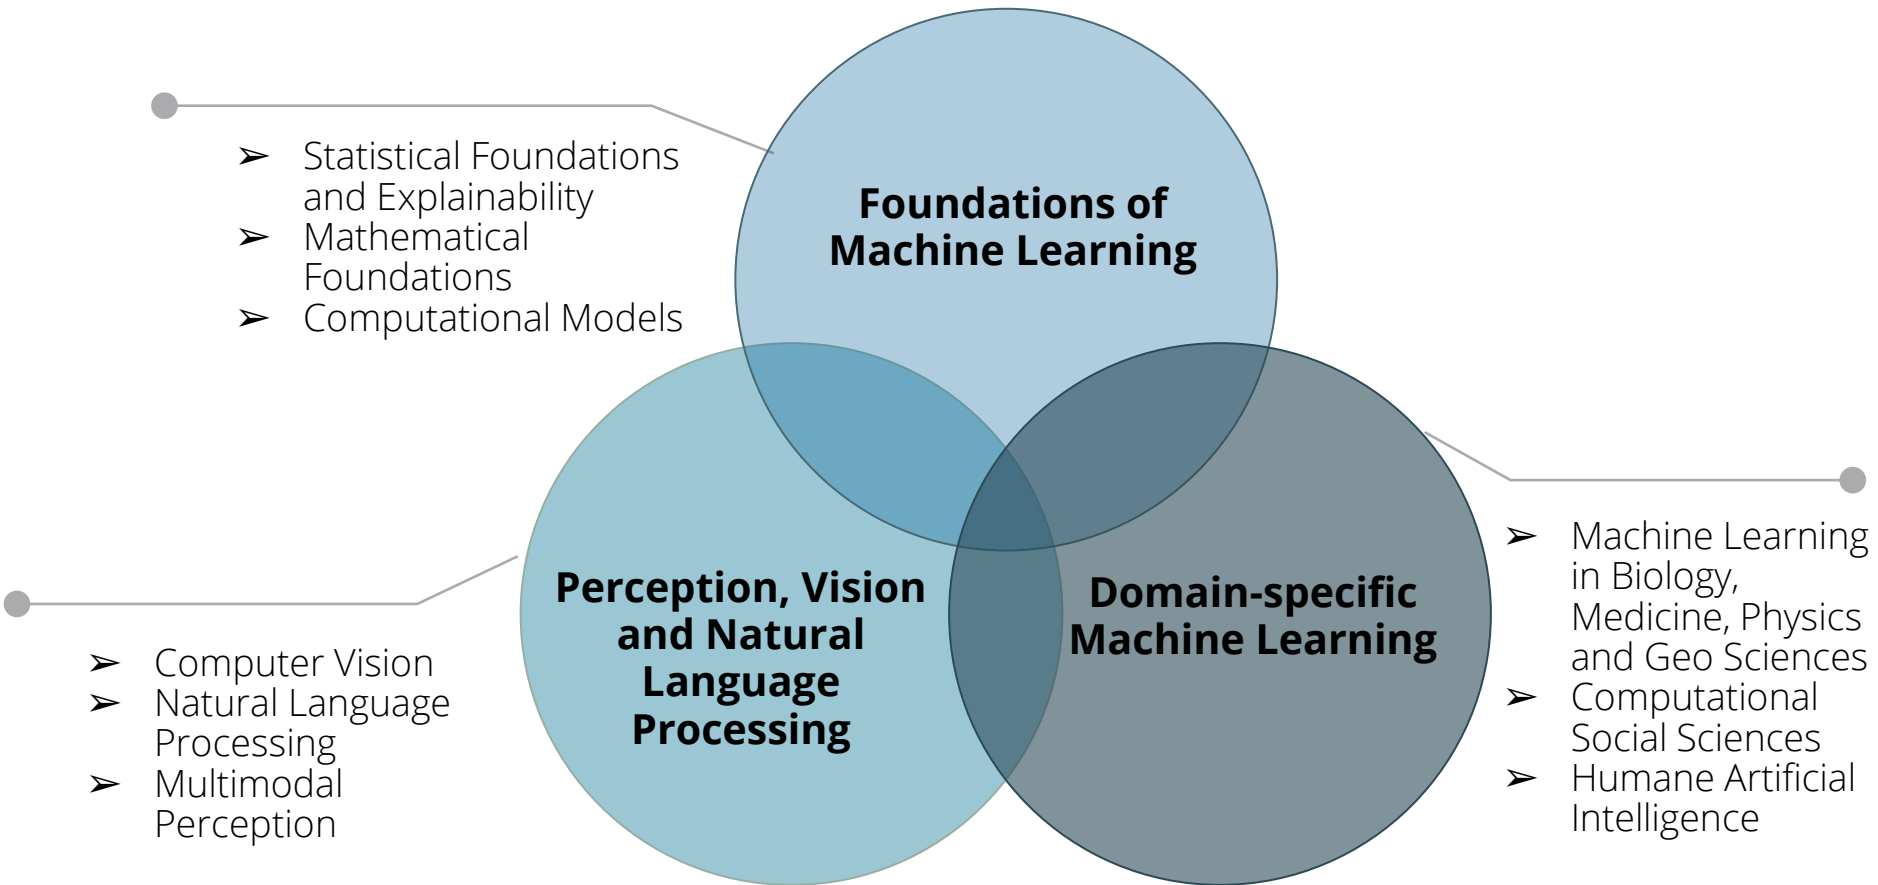 ➢ Statistical Foundations
and Explainability
➢ Mathematical
Foundations
➢ Computational Models
Foundations of
Machine Learning
Perception, Vision
and Natural
Language
Processing
Domain-specific
Machine Learning
➢ Computer Vision
➢ Natural Language
Processing
➢ Multimodal
Perception
➢ Machine Learning
in Biology,
Medicine, Physics
and Geo Sciences
➢ Computational
Social Sciences
➢ Humane Artificial
Intelligence